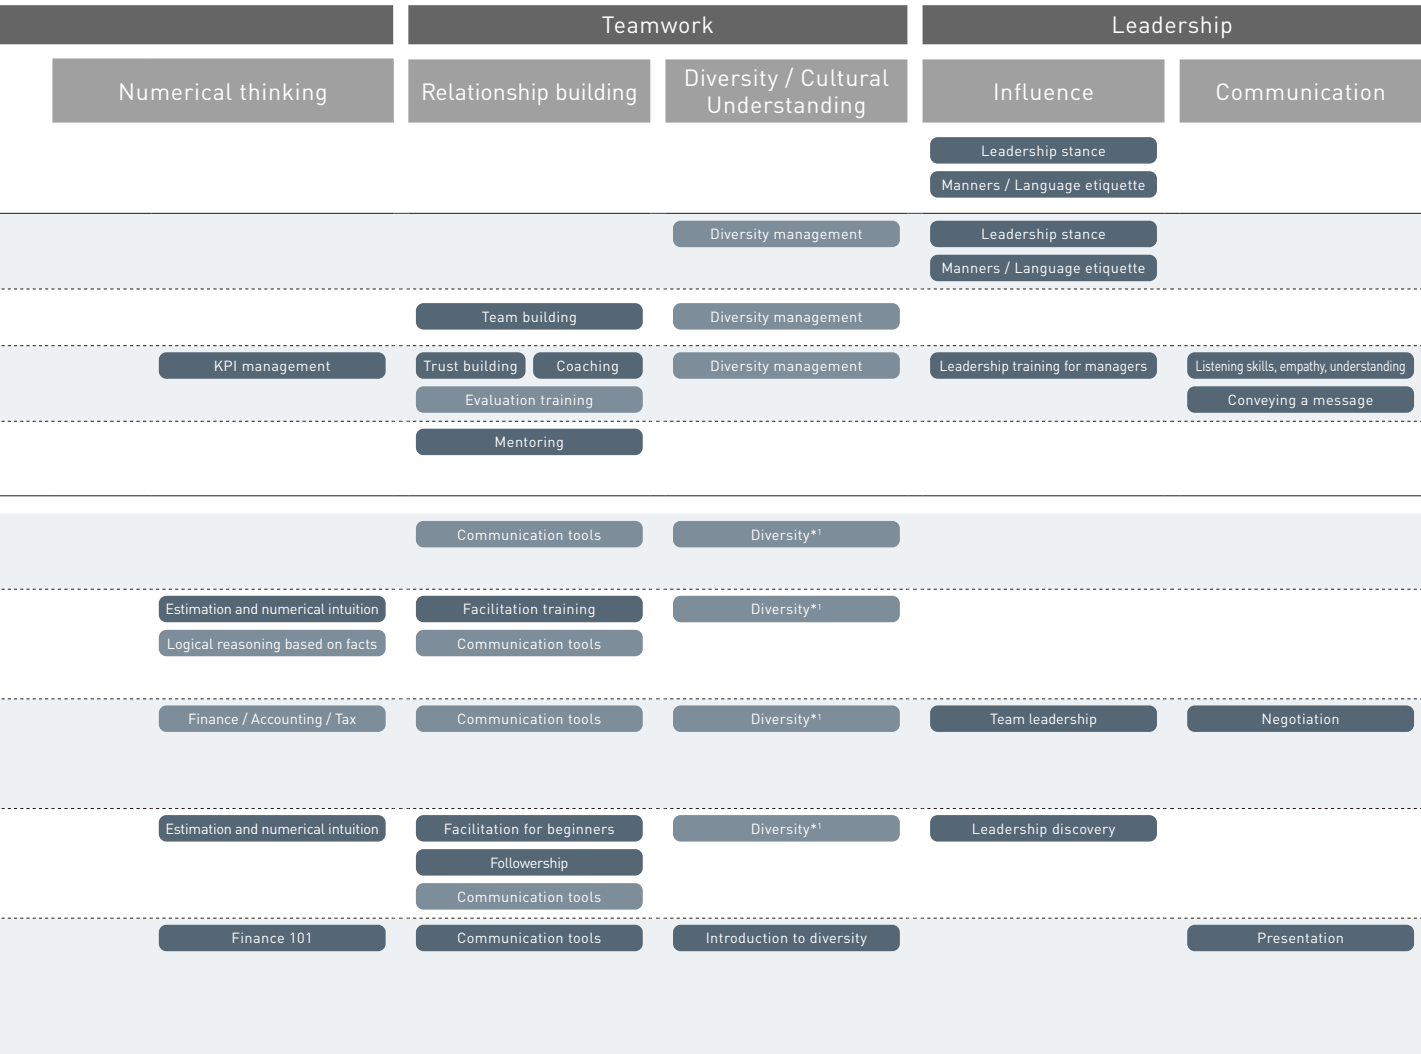 Teamwork
Leadership
Numerical thinking
Relationship building
Diversity / Cultural
Understanding
Influence
Communication
Leadership stance
Manners / Language etiquette
Diversity management
Leadership stance
Manners / Language etiquette
Team building
Diversity management
KPI management
Trust building
Coaching
Diversity management
Leadership training for managers
Listening skills, empathy, understanding
Evaluation training
Conveying a message
Mentoring
Communication tools
Diversity*¹
Estimation and numerical intuition
Facilitation training
Diversity*¹
Logical reasoning based on facts
Communication tools
Finance / Accounting / Tax
Communication tools
Diversity*¹
Team leadership
Negotiation
Estimation and numerical intuition
Facilitation for beginners
Diversity*¹
Leadership discovery
Followership
Communication tools
Finance 101
Communication tools
Introduction to diversity
Presentation